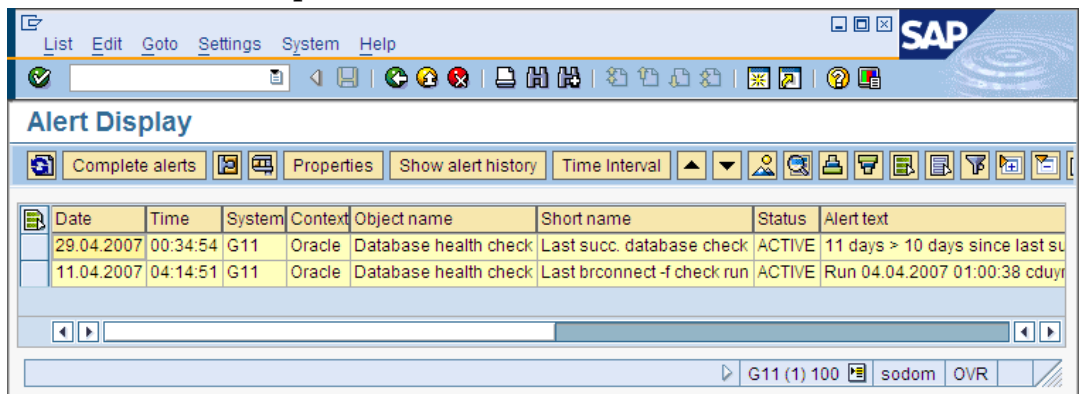 List Edit Goto Settings System Help
SAP
Alert Display
Complete alerts Properties Show alert history Time Interval
Date Time System Context Object name Short name Status Alert text
29.04.2007 00:34:54 G11 Oracle Database health check Last succ. database check ACTIVE 11 days > 10 days since last su
11.04.2007 04:14:51 G11 Oracle Database health check Last brconnect -f check run ACTIVE Run 04.04.2007 01:00:38 cduyr
G11 (1) 100 sodom OVR